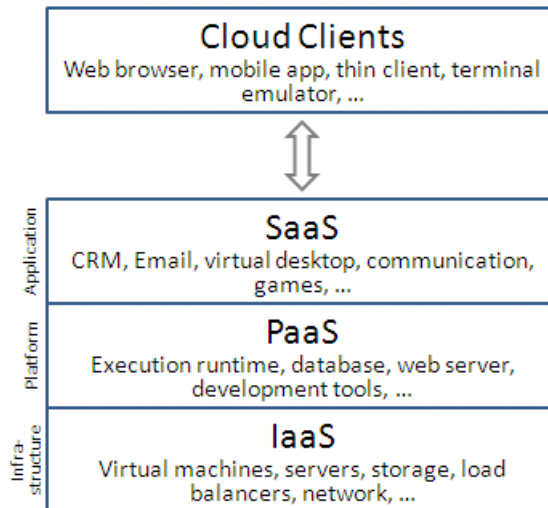 Cloud Clients
Web browser, mobile app, thin client, terminal
emulator, ...
Application
SaaS
CRM, Email, virtual desktop, communication,
games, ...
Platform
PaaS
Execution runtime, database, web server,
development tools, ...
Infra-
structure
IaaS
Virtual machines, servers, storage, load
balancers, network, ...